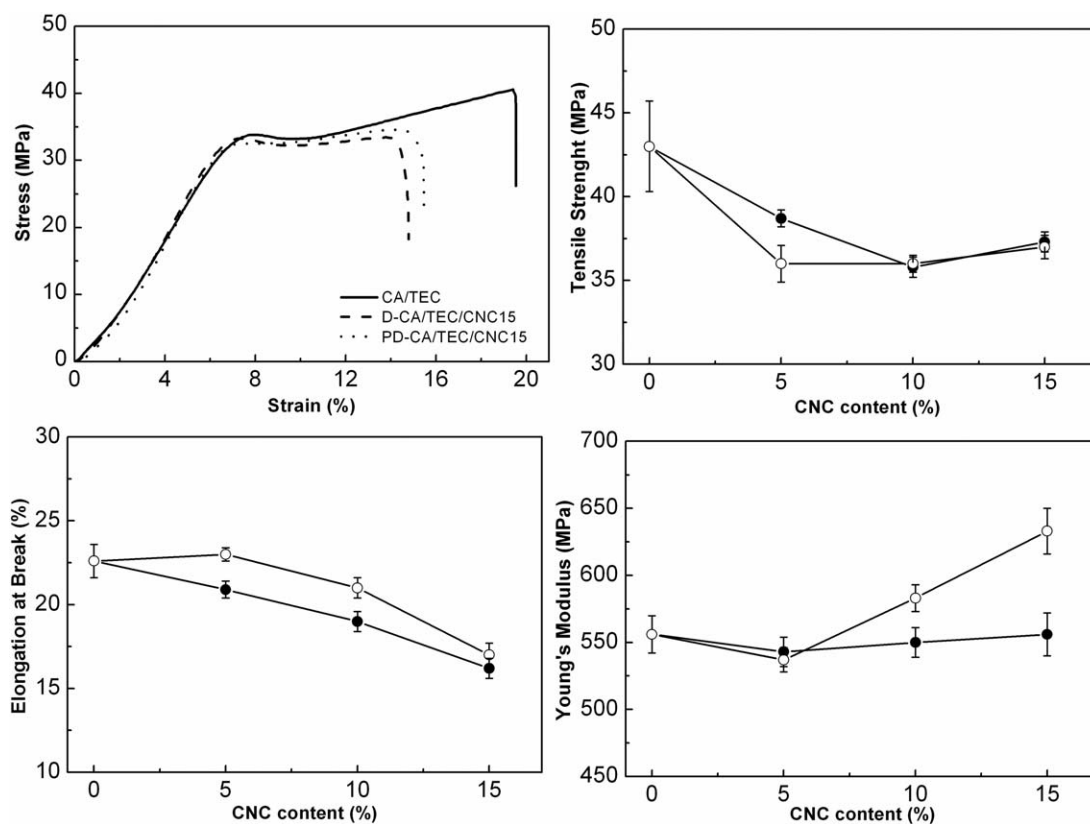 50
40
30
20
10
0
Stress (MPa)
CA/TEC
D-CA/TEC/CNC15
PD-CA/TEC/CNC15
0 4 8 12 16 20
Strain (%)
50
45
40
35
30
Tensile Strenght (MPa)
0 5 10 15
CNC content (%)
30
25
20
15
10
Elongation at Break (%)
0 5 10 15
CNC content (%)
700
650
600
550
500
450
Young's Modulus (MPa)
0 5 10 15
CNC content (%)